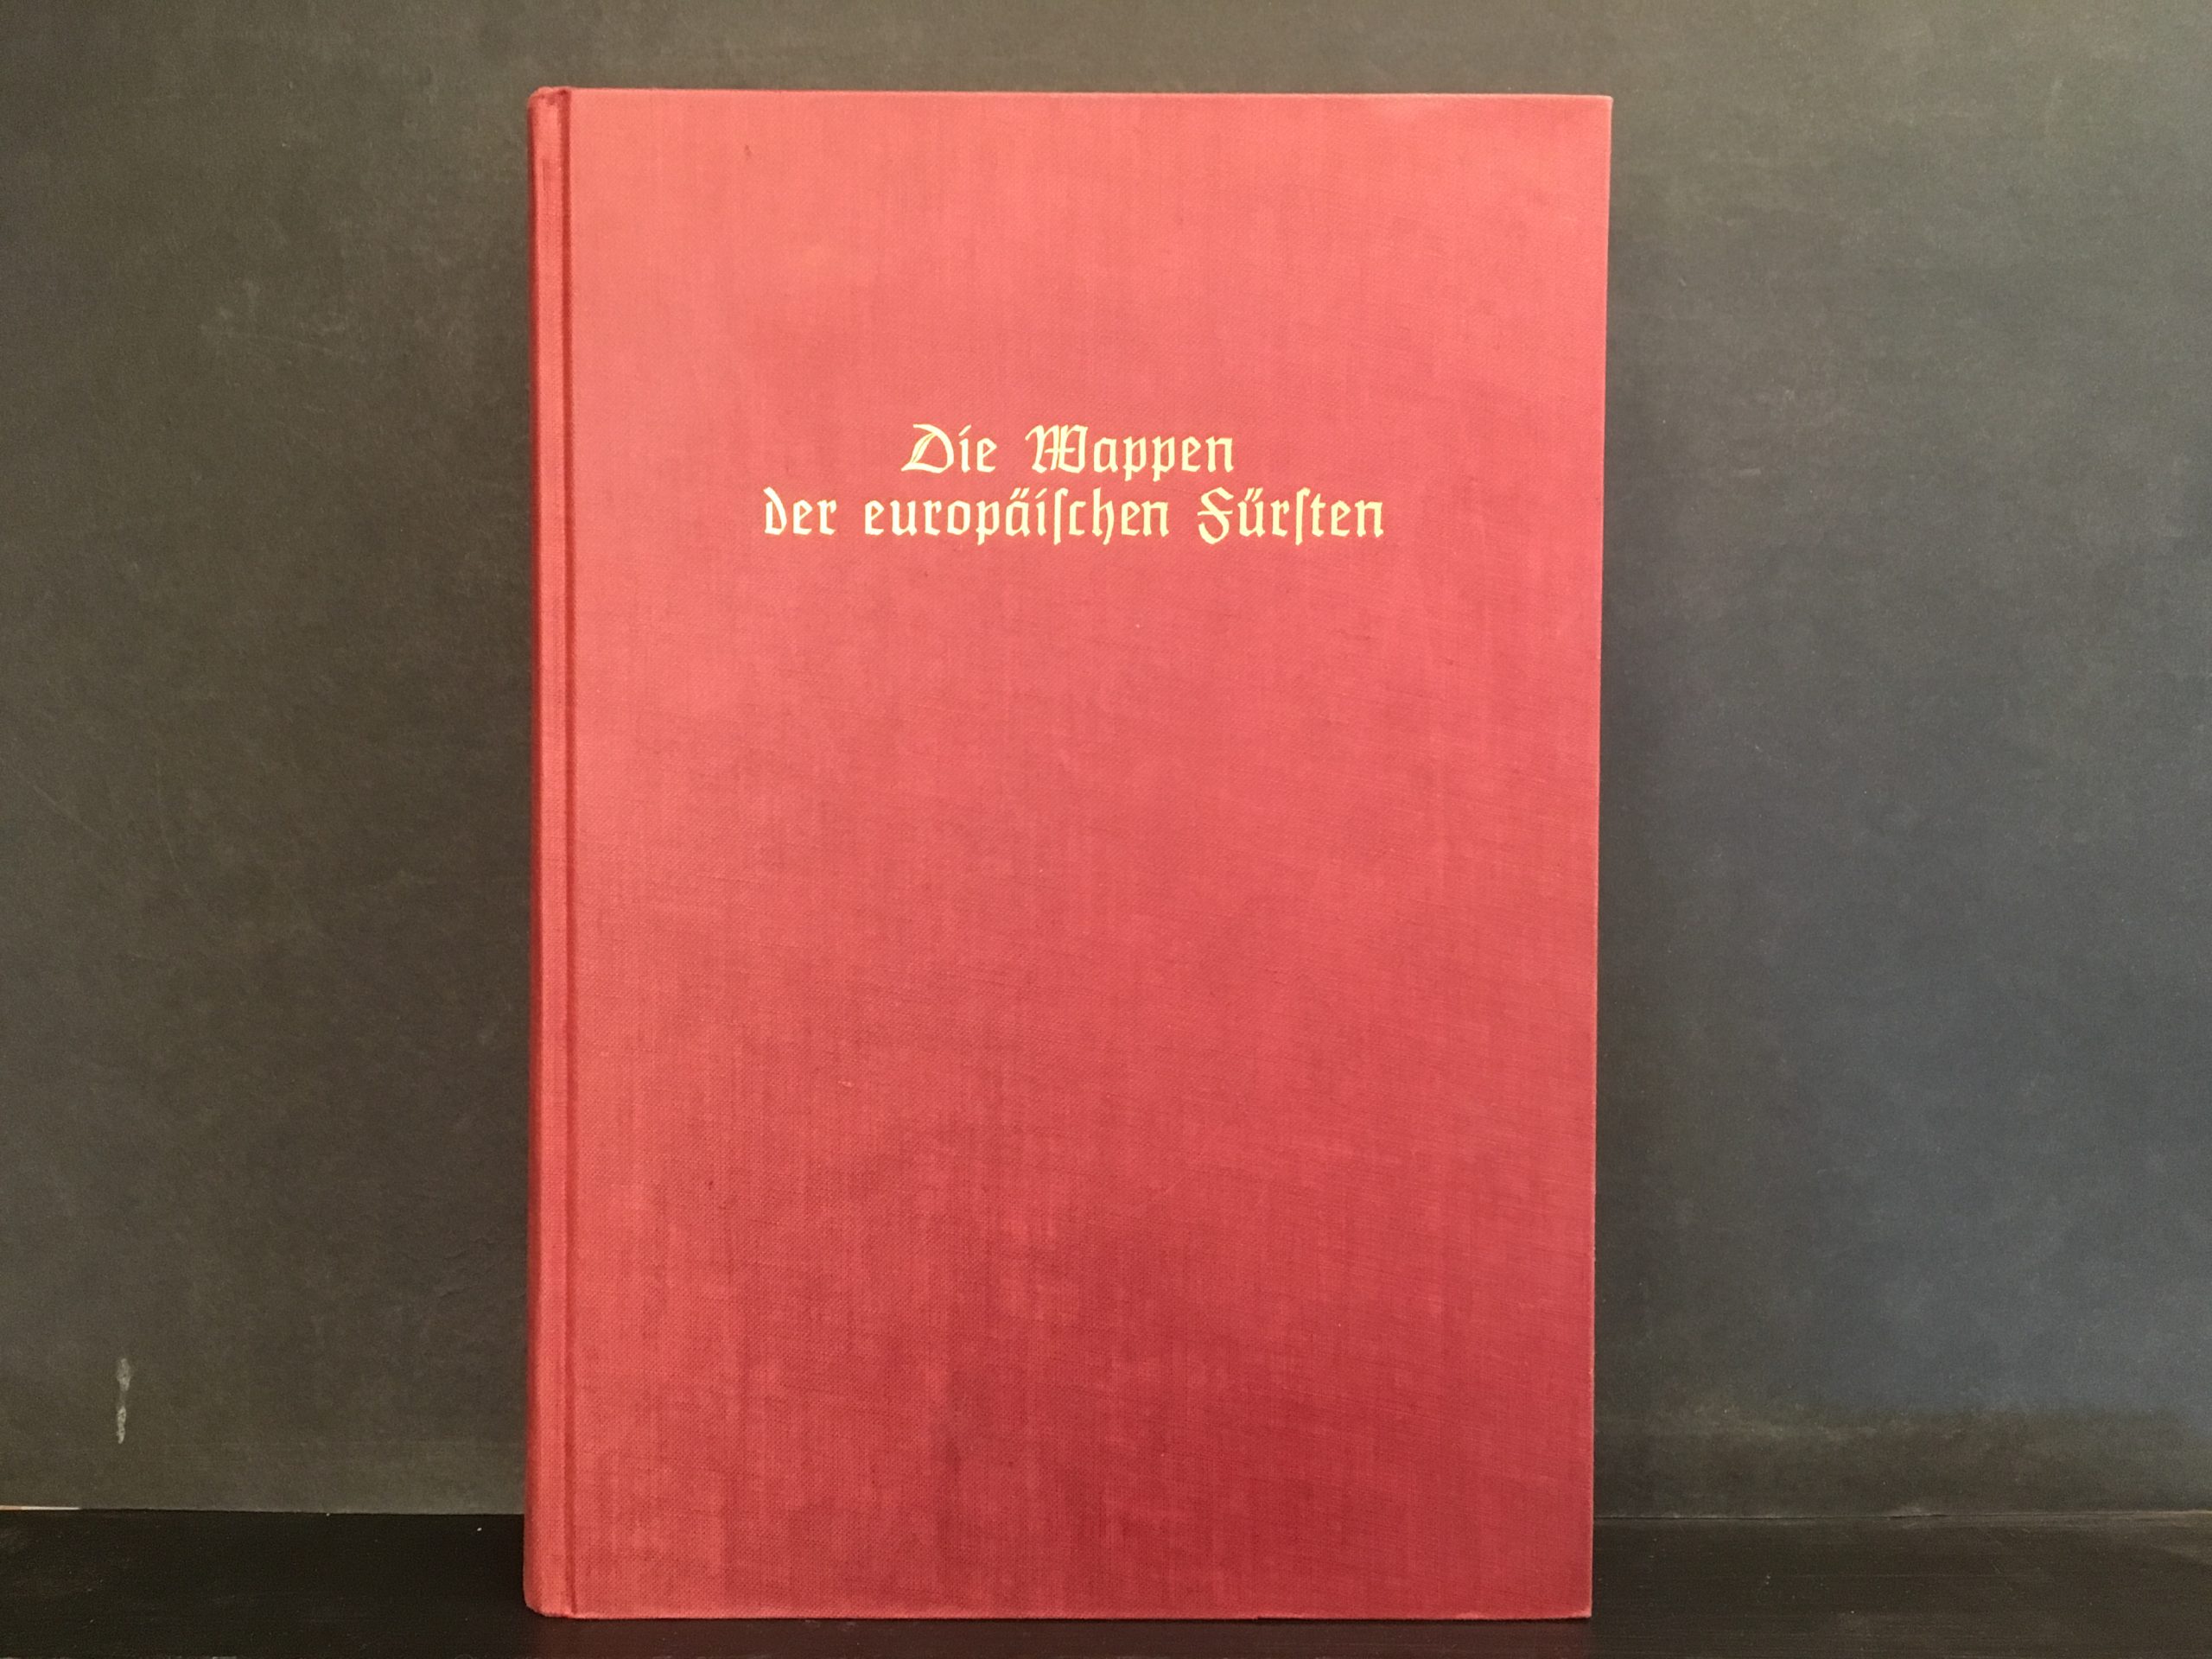 Die Wappen
der europäiſchen Fürſten